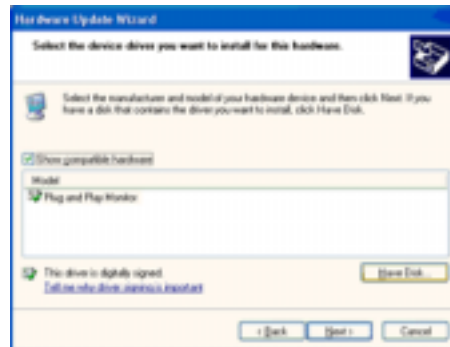 Hardware Update Wizard
Select the device driver you want to install for this hardware.
Select the manufacturer and model of your hardware device and then click Next. If you
have a disk that contains the driver you want to install, click Have Disk.
Show compatible hardware
Model
Plug and Play Monitor
This driver is digitally signed.
Tell me why driver signing is important
Have Disk...
< Back
Next >
Cancel